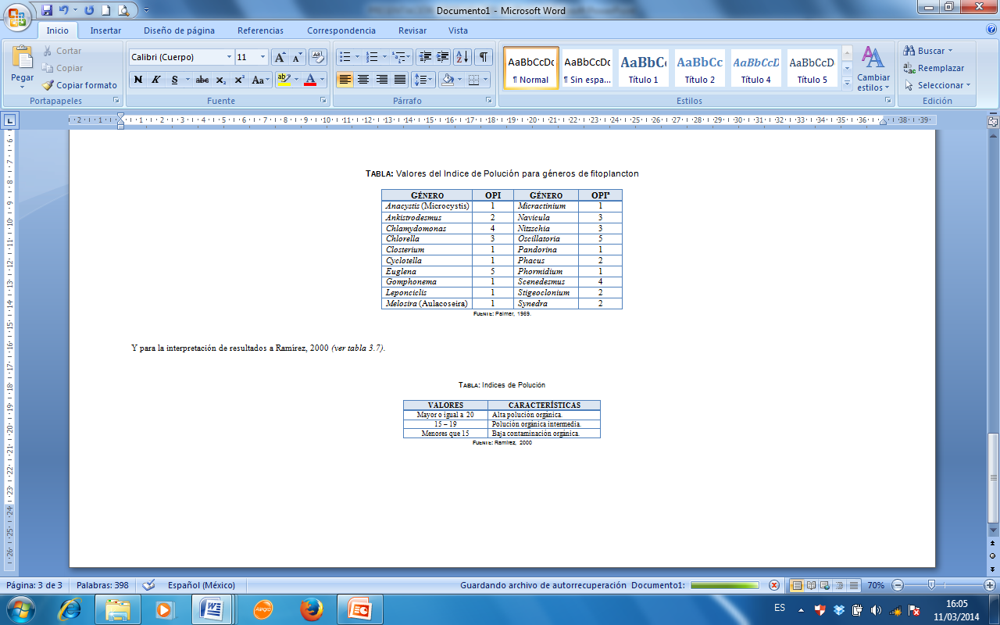 Documento1 - Microsoft Word
Inicio Insertar Diseño de página Referencias Correspondencia Revisar Vista
Pegar
Cortar
Copiar
Copiar formato
Portapapeles
Calibri (Cuerpo) 11
N K S abc x₂ x² Aa
Fuente
Párrafo
AaBbCcDc AaBbCcDc AaBbCc AaBbCc AaBbCcD AaBbCcD
¶ Normal ¶ Sin espa... Título 1 Título 2 Título 4 Título 5
Estilos
Cambiar estilos
Buscar
Reemplazar
Seleccionar
Edición
TABLA: Valores del Indice de Polución para géneros de fitoplancton
GÉNERO OPI GÉNERO OPIª
Anacystis (Microcystis) 1 Micractinium 1
Ankistrodesmus 2 Navicula 3
Chlamydomonas 4 Nitzschia 3
Chlorella 3 Oscillatoria 5
Closterium 1 Pandorina 1
Cyclotella 1 Phacus 2
Euglena 5 Phormidium 1
Gomphonema 1 Scenedesmus 4
Leponciclis 1 Stigeoclonium 2
Melosira (Aulacoseira) 1 Synedra 2
FUENTE: Palmer, 1969.
Y para la interpretación de resultados a Ramírez, 2000 (ver tabla 3.7).
TABLA: Indices de Polución
VALORES CARACTERÍSTICAS
Mayor o igual a 20 Alta polución orgánica.
15 – 19 Polución orgánica intermedia.
Menores que 15 Baja contaminación orgánica.
FUENTE: Ramírez, 2000
Página: 3 de 3 Palabras: 398 Español (México) Guardando archivo de autorrecuperación Documento1: 70%
ES 16:05
11/03/2014